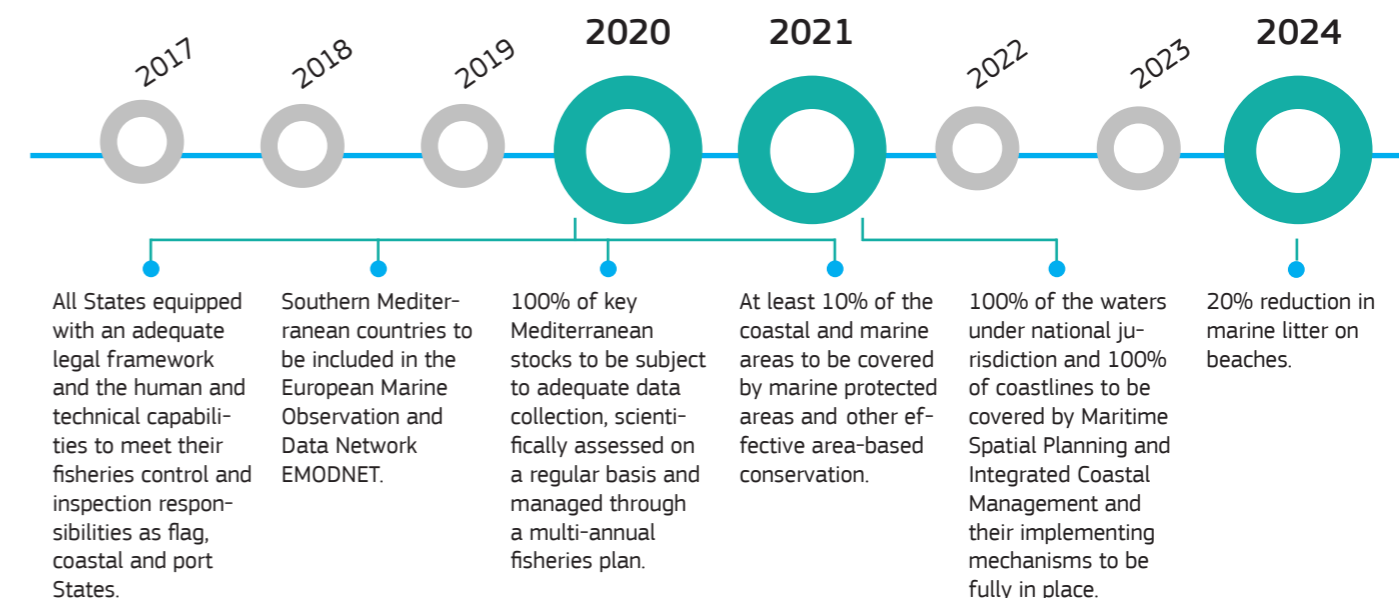 2017
2018
2019
2020
2021
2022
2023
2024
All States equipped
with an adequate
legal framework
and the human and
technical capabili-
ties to meet their
fisheries control and
inspection respon-
sibilities as flag,
coastal and port
States.
Southern Mediter-
ranean countries to
be included in the
European Marine
Observation and
Data Network
EMODNET.
100% of key
Mediterranean
stocks to be subject
to adequate data
collection, scienti-
fically assessed on
a regular basis and
managed through
a multi-annual
fisheries plan.
At least 10% of the
coastal and marine
areas to be covered
by marine protected
areas and other ef-
fective area-based
conservation.
100% of the waters
under national ju-
risdiction and 100%
of coastlines to be
covered by Maritime
Spatial Planning and
Integrated Coastal
Management and
their implementing
mechanisms to be
fully in place.
20% reduction in
marine litter on
beaches.